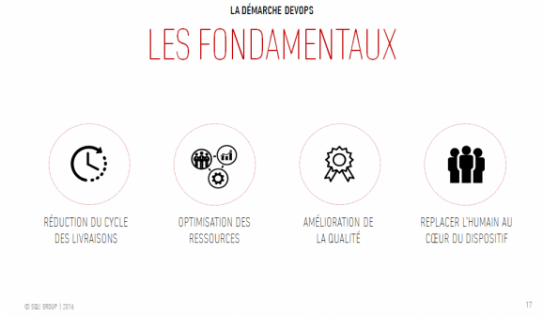 LA DÉMARCHE DEVOPS
LES FONDAMENTAUX
RÉDUCTION DU CYCLE
DES LIVRAISONS
OPTIMISATION DES
RESSOURCES
AMÉLIORATION DE
LA QUALITÉ
REPLACER L'HUMAIN AU
CŒUR DU DISPOSITIF
© SQLI GROUP | 2016
17